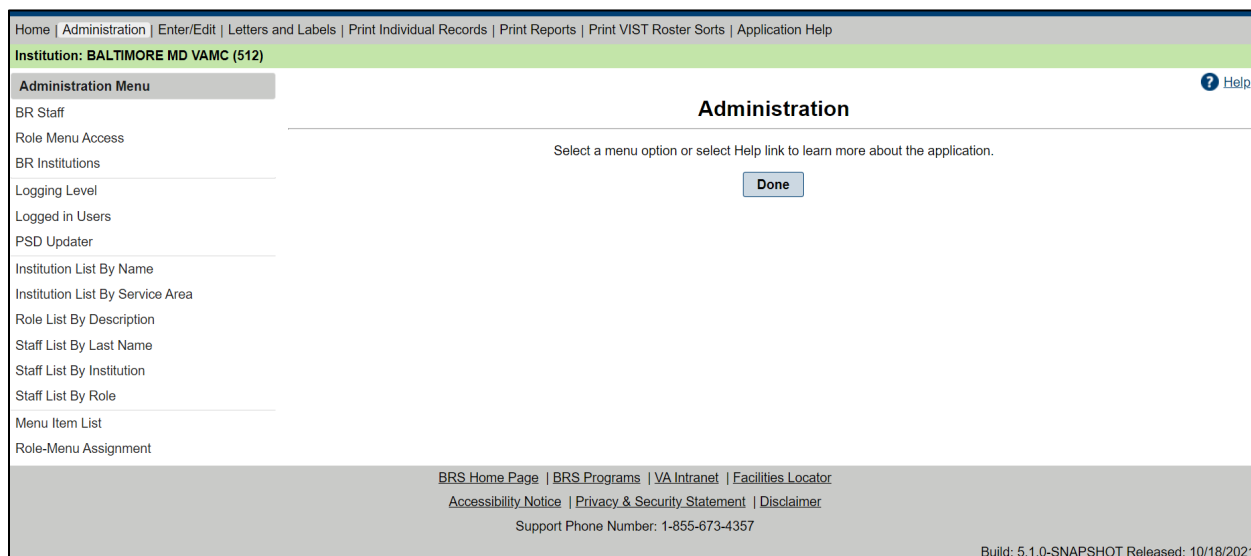 Home | Administration | Enter/Edit | Letters and Labels | Print Individual Records | Print Reports | Print VIST Roster Sorts | Application Help
Institution: BALTIMORE MD VAMC (512)
Administration Menu
BR Staff
Role Menu Access
BR Institutions
Logging Level
Logged in Users
PSD Updater
Institution List By Name
Institution List By Service Area
Role List By Description
Staff List By Last Name
Staff List By Institution
Staff List By Role
Menu Item List
Role-Menu Assignment
? Help
Administration
Select a menu option or select Help link to learn more about the application.
Done
BRS Home Page | BRS Programs | VA Intranet | Facilities Locator
Accessibility Notice | Privacy & Security Statement | Disclaimer
Support Phone Number: 1-855-673-4357
Build: 5.1.0-SNAPSHOT Released: 10/18/2021